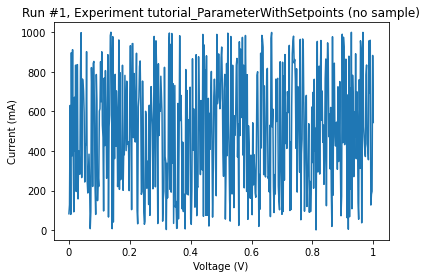 Run #1, Experiment tutorial_ParameterWithSetpoints (no sample)
1000
800
600
400
200
0
Current (mA)
0 0.2 0.4 0.6 0.8 1
Voltage (V)